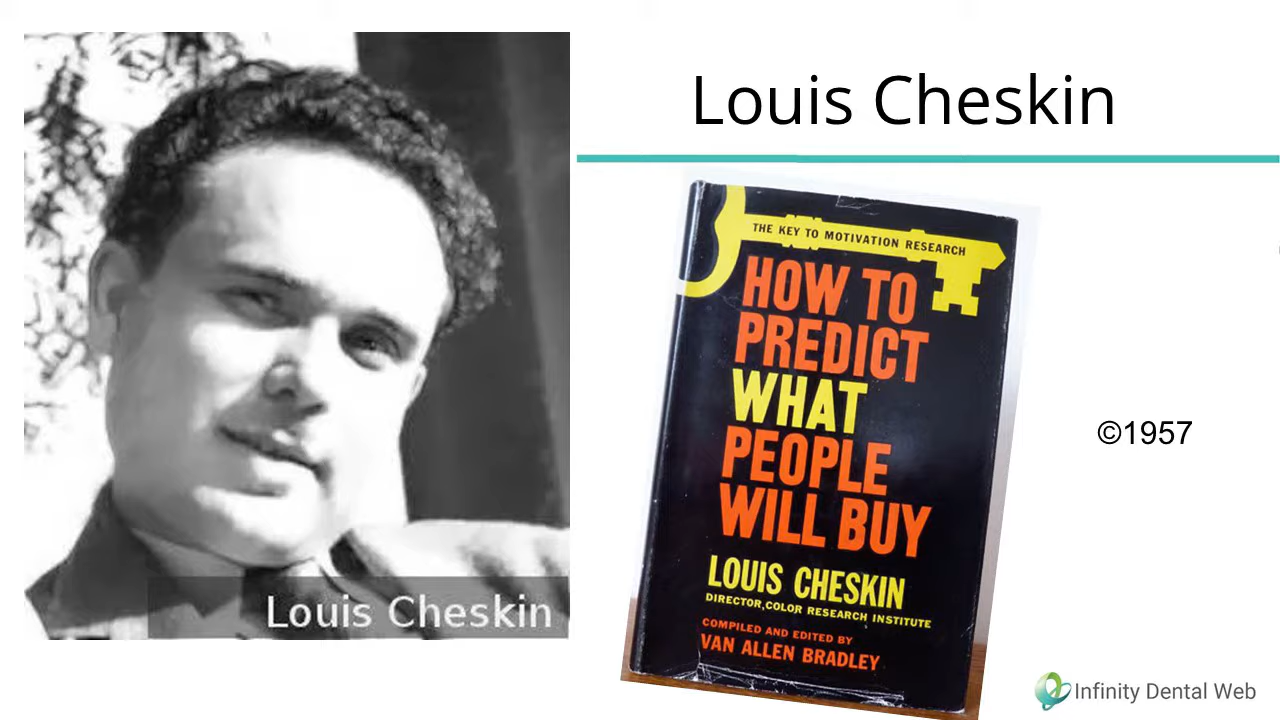 Louis Cheskin
Louis Cheskin
THE KEY TO MOTIVATION RESEARCH
HOW TO
PREDICT
WHAT
PEOPLE
WILL BUY
LOUIS CHESKIN
DIRECTOR, COLOR RESEARCH INSTITUTE
COMPILED AND EDITED BY
VAN ALLEN BRADLEY
©1957
Infinity Dental Web